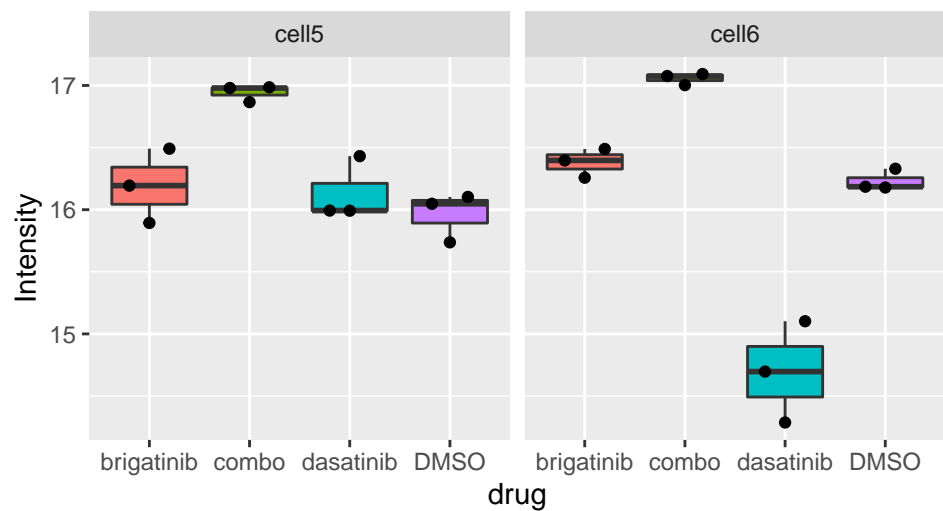 cell5 cell6
Intensity
17
16
15
brigatinib combo dasatinib DMSO brigatinib combo dasatinib DMSO
drug